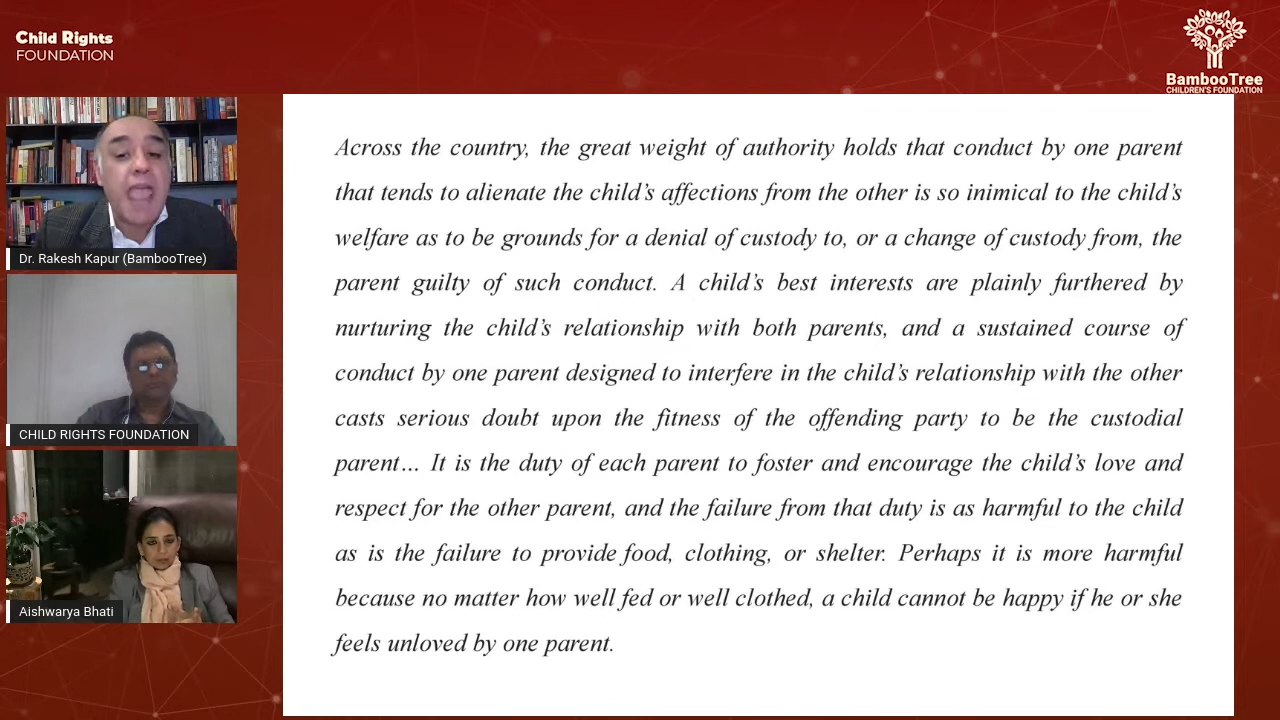 Child Rights
FOUNDATION
BambooTree
CHILDREN'S FOUNDATION
Dr. Rakesh Kapur (BambooTree)
CHILD RIGHTS FOUNDATION
Aishwarya Bhati
Across the country, the great weight of authority holds that conduct by one parent
that tends to alienate the child’s affections from the other is so inimical to the child’s
welfare as to be grounds for a denial of custody to, or a change of custody from, the
parent guilty of such conduct. A child’s best interests are plainly furthered by
nurturing the child’s relationship with both parents, and a sustained course of
conduct by one parent designed to interfere in the child’s relationship with the other
casts serious doubt upon the fitness of the offending party to be the custodial
parent… It is the duty of each parent to foster and encourage the child’s love and
respect for the other parent, and the failure from that duty is as harmful to the child
as is the failure to provide food, clothing, or shelter. Perhaps it is more harmful
because no matter how well fed or well clothed, a child cannot be happy if he or she
feels unloved by one parent.